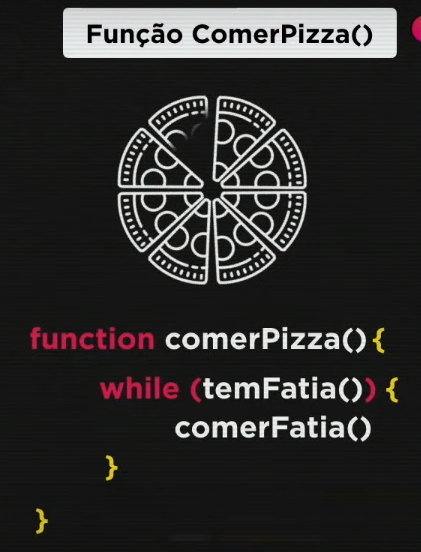 Função ComerPizza()
function comerPizza() {
while (temFatia()) {
comerFatia()
}
}